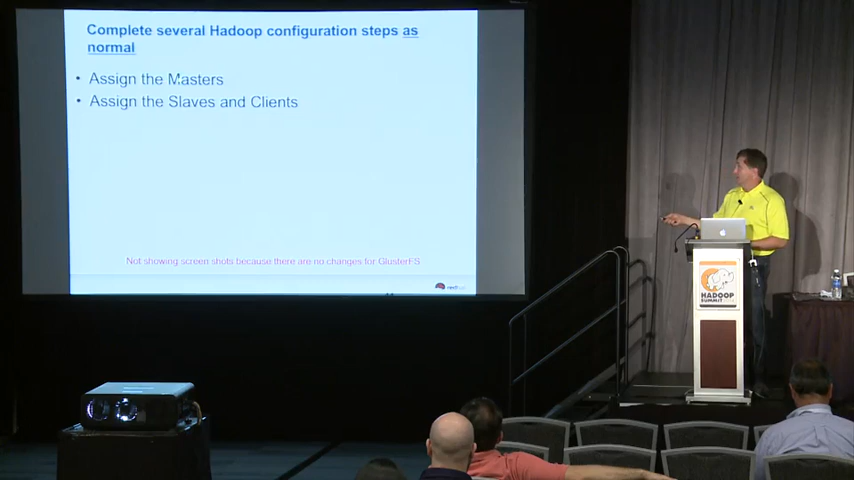 Complete several Hadoop configuration steps as
normal
• Assign the Masters
• Assign the Slaves and Clients
Not showing screen shots because there are no changes for GlusterFS
redhat
HADOOP
SUMMIT